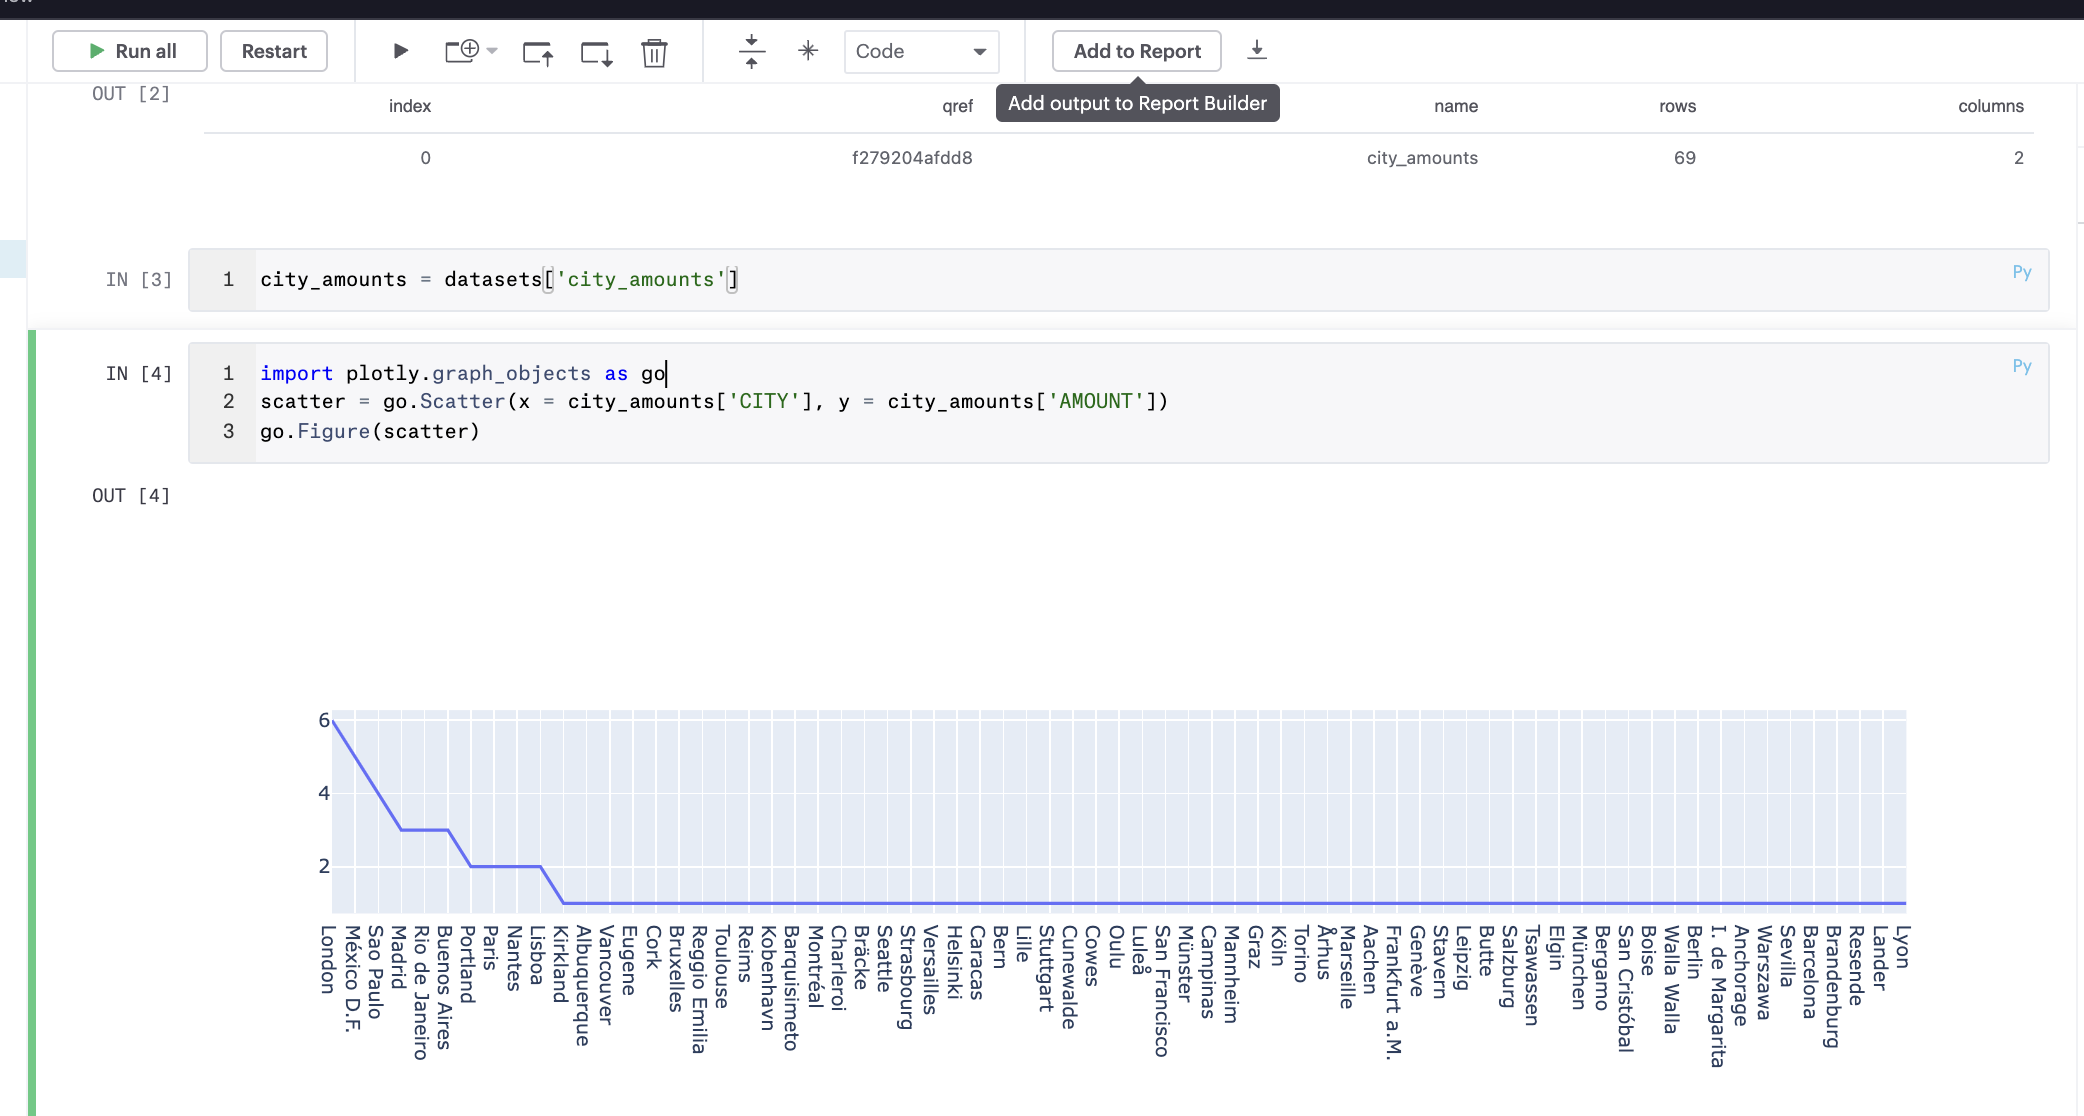 Run all
Restart
Code
Add to Report
Add output to Report Builder
OUT [2]
index qref name rows columns
0 f279204afdd8 city_amounts 69 2
IN [3]
1 city_amounts = datasets['city_amounts']
Py
IN [4]
1 import plotly.graph_objects as go
2 scatter = go.Scatter(x = city_amounts['CITY'], y = city_amounts['AMOUNT'])
3 go.Figure(scatter)
Py
OUT [4]
6
4
2
London
México D.F.
Sao Paulo
Madrid
Rio de Janeiro
Buenos Aires
Portland
Paris
Nantes
Lisboa
Kirkland
Albuquerque
Vancouver
Eugene
Cork
Bruxelles
Reggio Emilia
Toulouse
Reims
Kobenhavn
Barquisimeto
Montréal
Charleroi
Bräcke
Seattle
Strasbourg
Versailles
Helsinki
Caracas
Bern
Lille
Stuttgart
Cunewalde
Cowes
Oulu
Luleå
San Francisco
Münster
Campinas
Mannheim
Graz
Köln
Torino
Århus
Marseille
Aachen
Frankfurt a.M.
Genève
Stavern
Leipzig
Butte
Salzburg
Tsawassen
Elgin
München
Bergamo
San Cristóbal
Boise
Walla Walla
Berlin
I. de Margarita
Anchorage
Warszawa
Sevilla
Barcelona
Brandenburg
Resende
Lander
Lyon